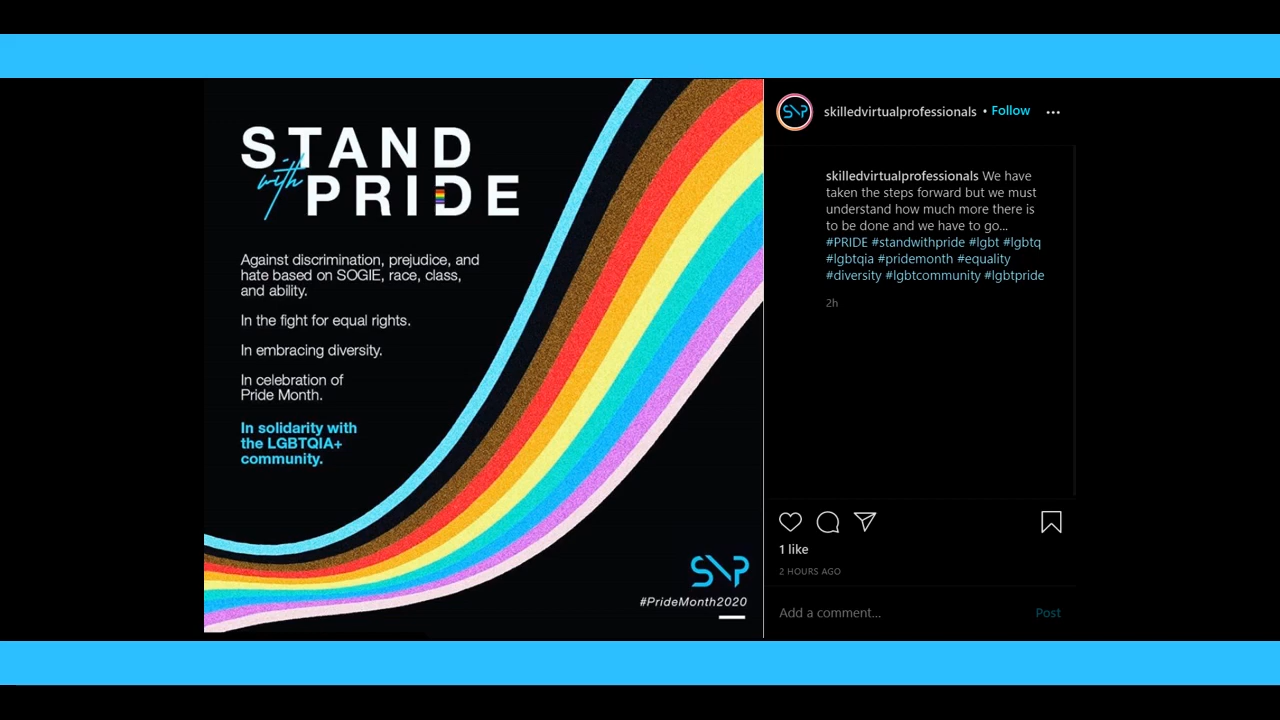 STAND
with PRIDE
Against discrimination, prejudice, and
hate based on SOGIE, race, class,
and ability.
In the fight for equal rights.
In embracing diversity.
In celebration of
Pride Month.
In solidarity with
the LGBTQIA+
community.
SVP
#PrideMonth2020
SVP
skilledvirtualprofessionals • Follow
skilledvirtualprofessionals We have
taken the steps forward but we must
understand how much more there is
to be done and we have to go...
#PRIDE #standwithpride #lgbt #lgbtq
#lgbtqia #pridemonth #equality
#diversity #lgbtcommunity #lgbtpride
2h
1 like
2 HOURS AGO
Add a comment... Post